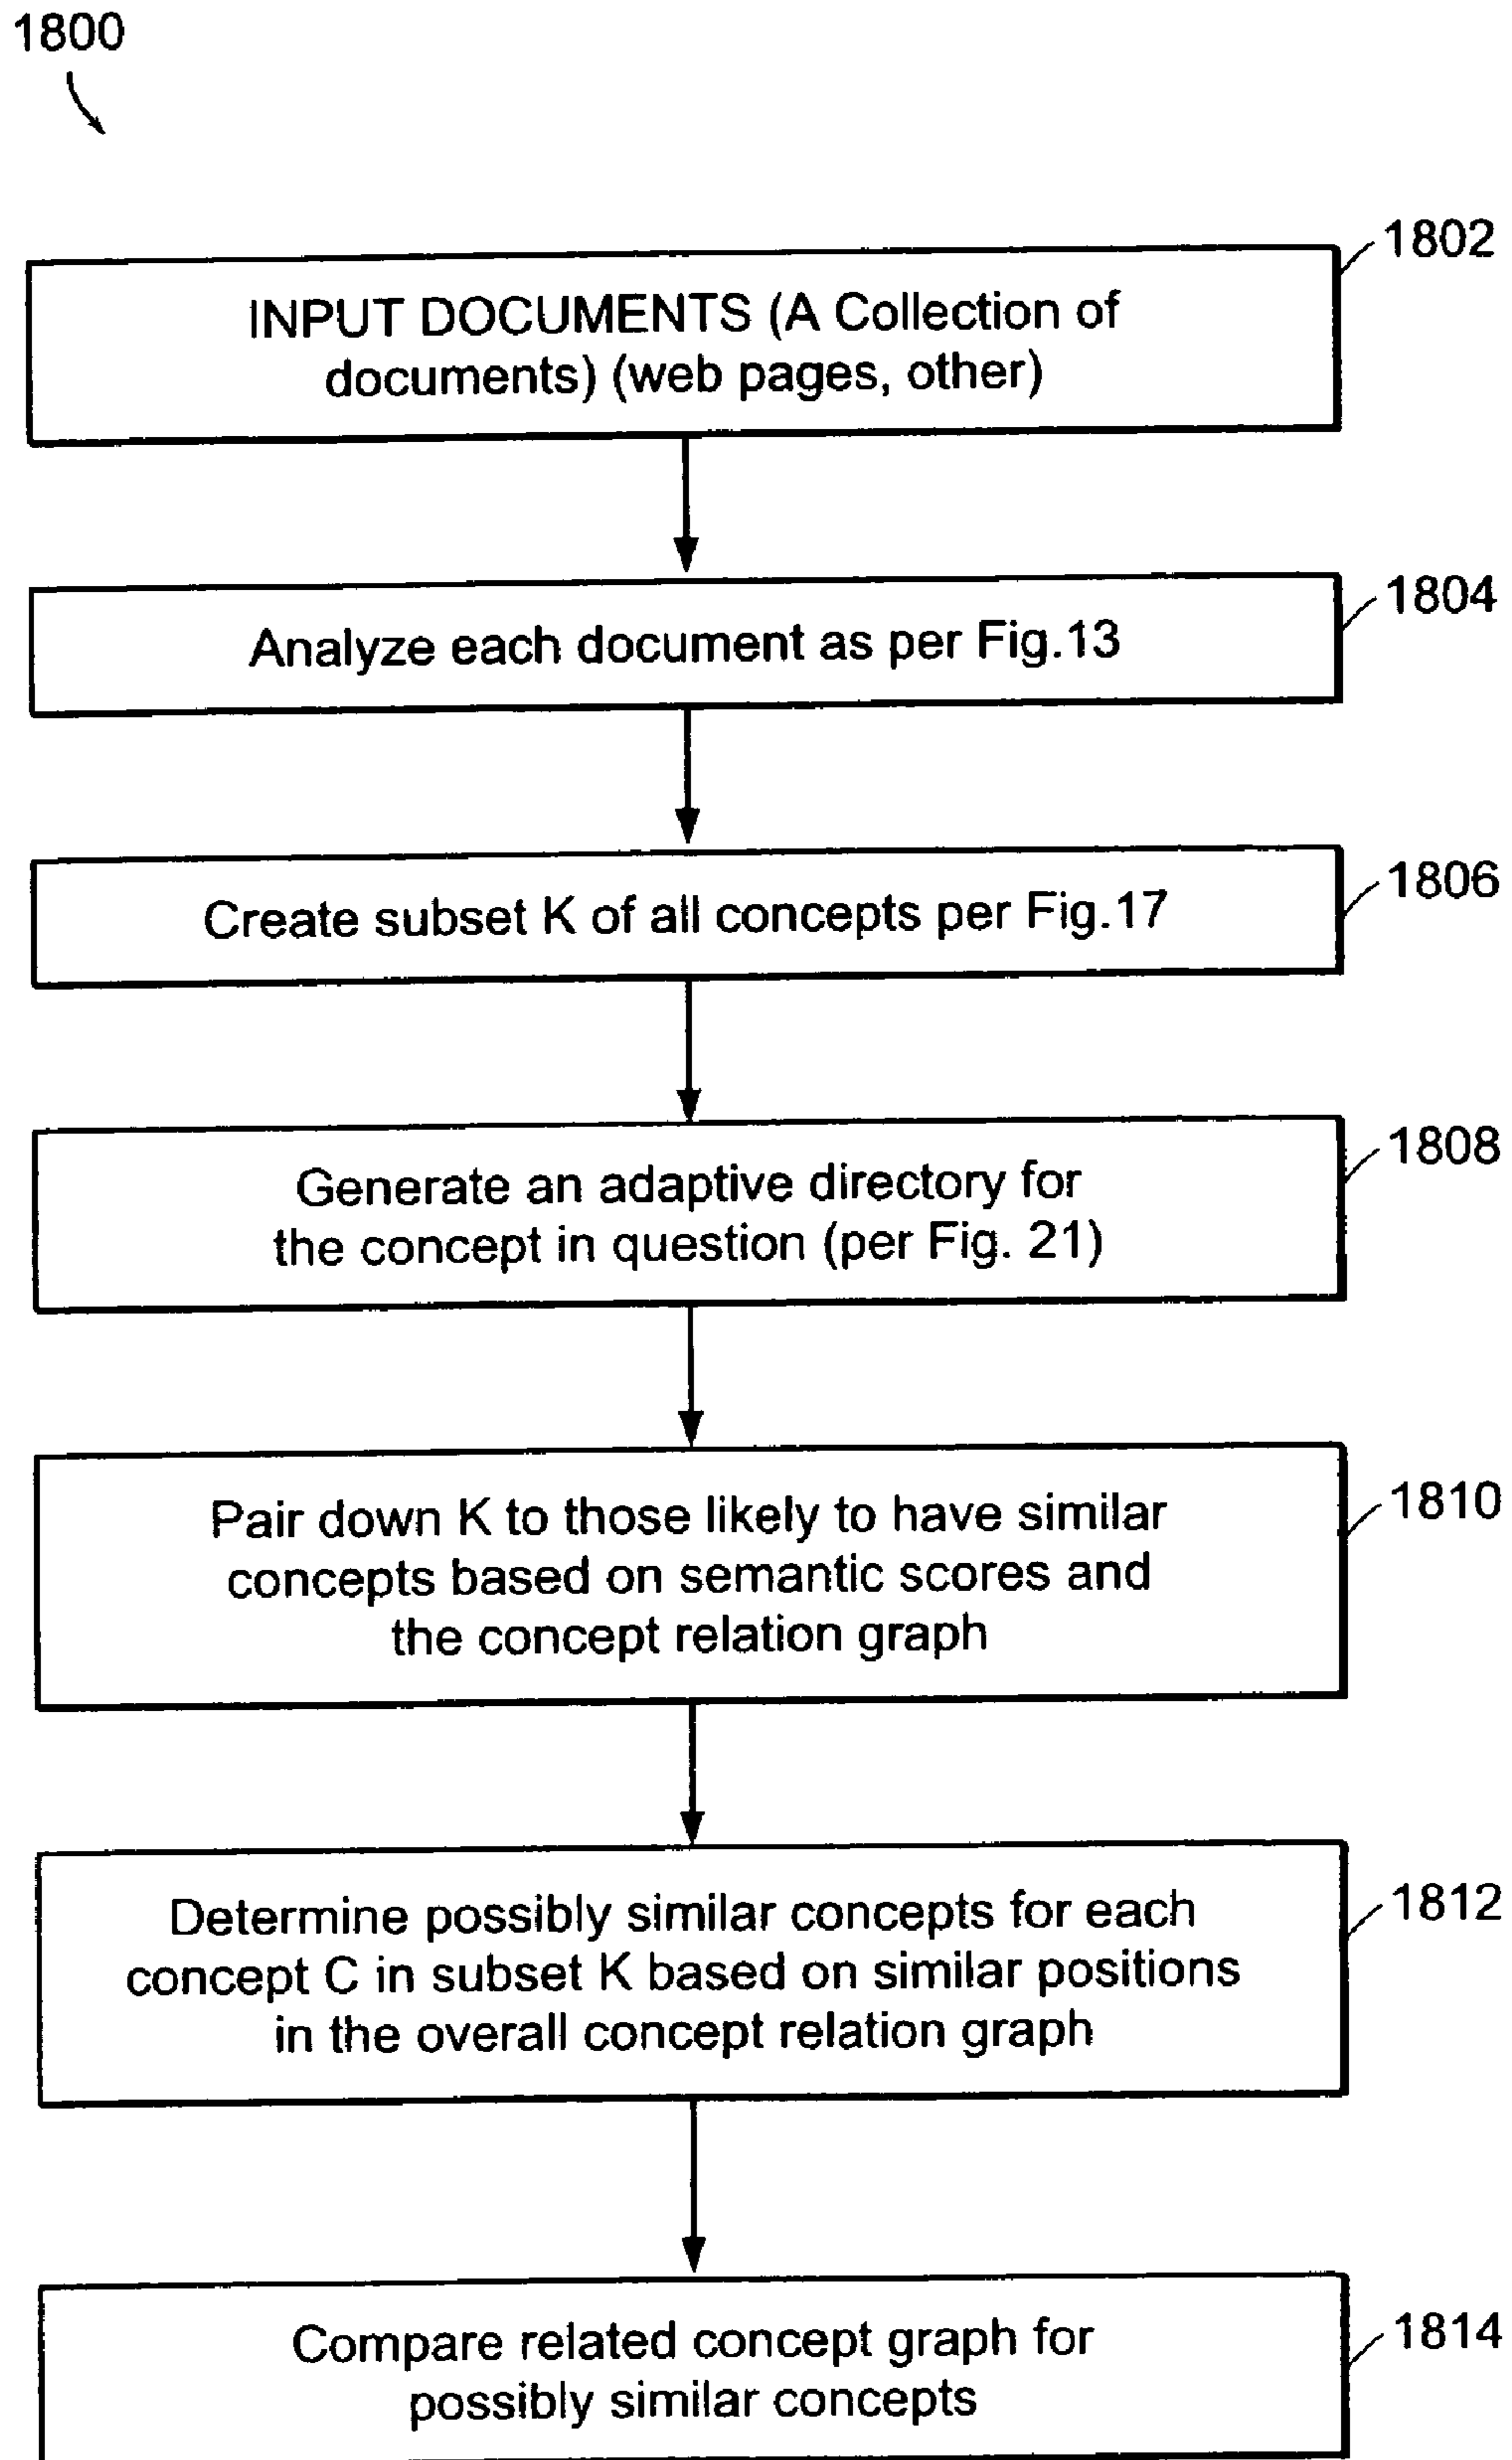 1800
1802
INPUT DOCUMENTS (A Collection of
documents) (web pages, other)
1804
Analyze each document as per Fig.13
1806
Create subset K of all concepts per Fig.17
1808
Generate an adaptive directory for
the concept in question (per Fig. 21)
1810
Pair down K to those likely to have similar
concepts based on semantic scores and
the concept relation graph
1812
Determine possibly similar concepts for each
concept C in subset K based on similar positions
in the overall concept relation graph
1814
Compare related concept graph for
possibly similar concepts